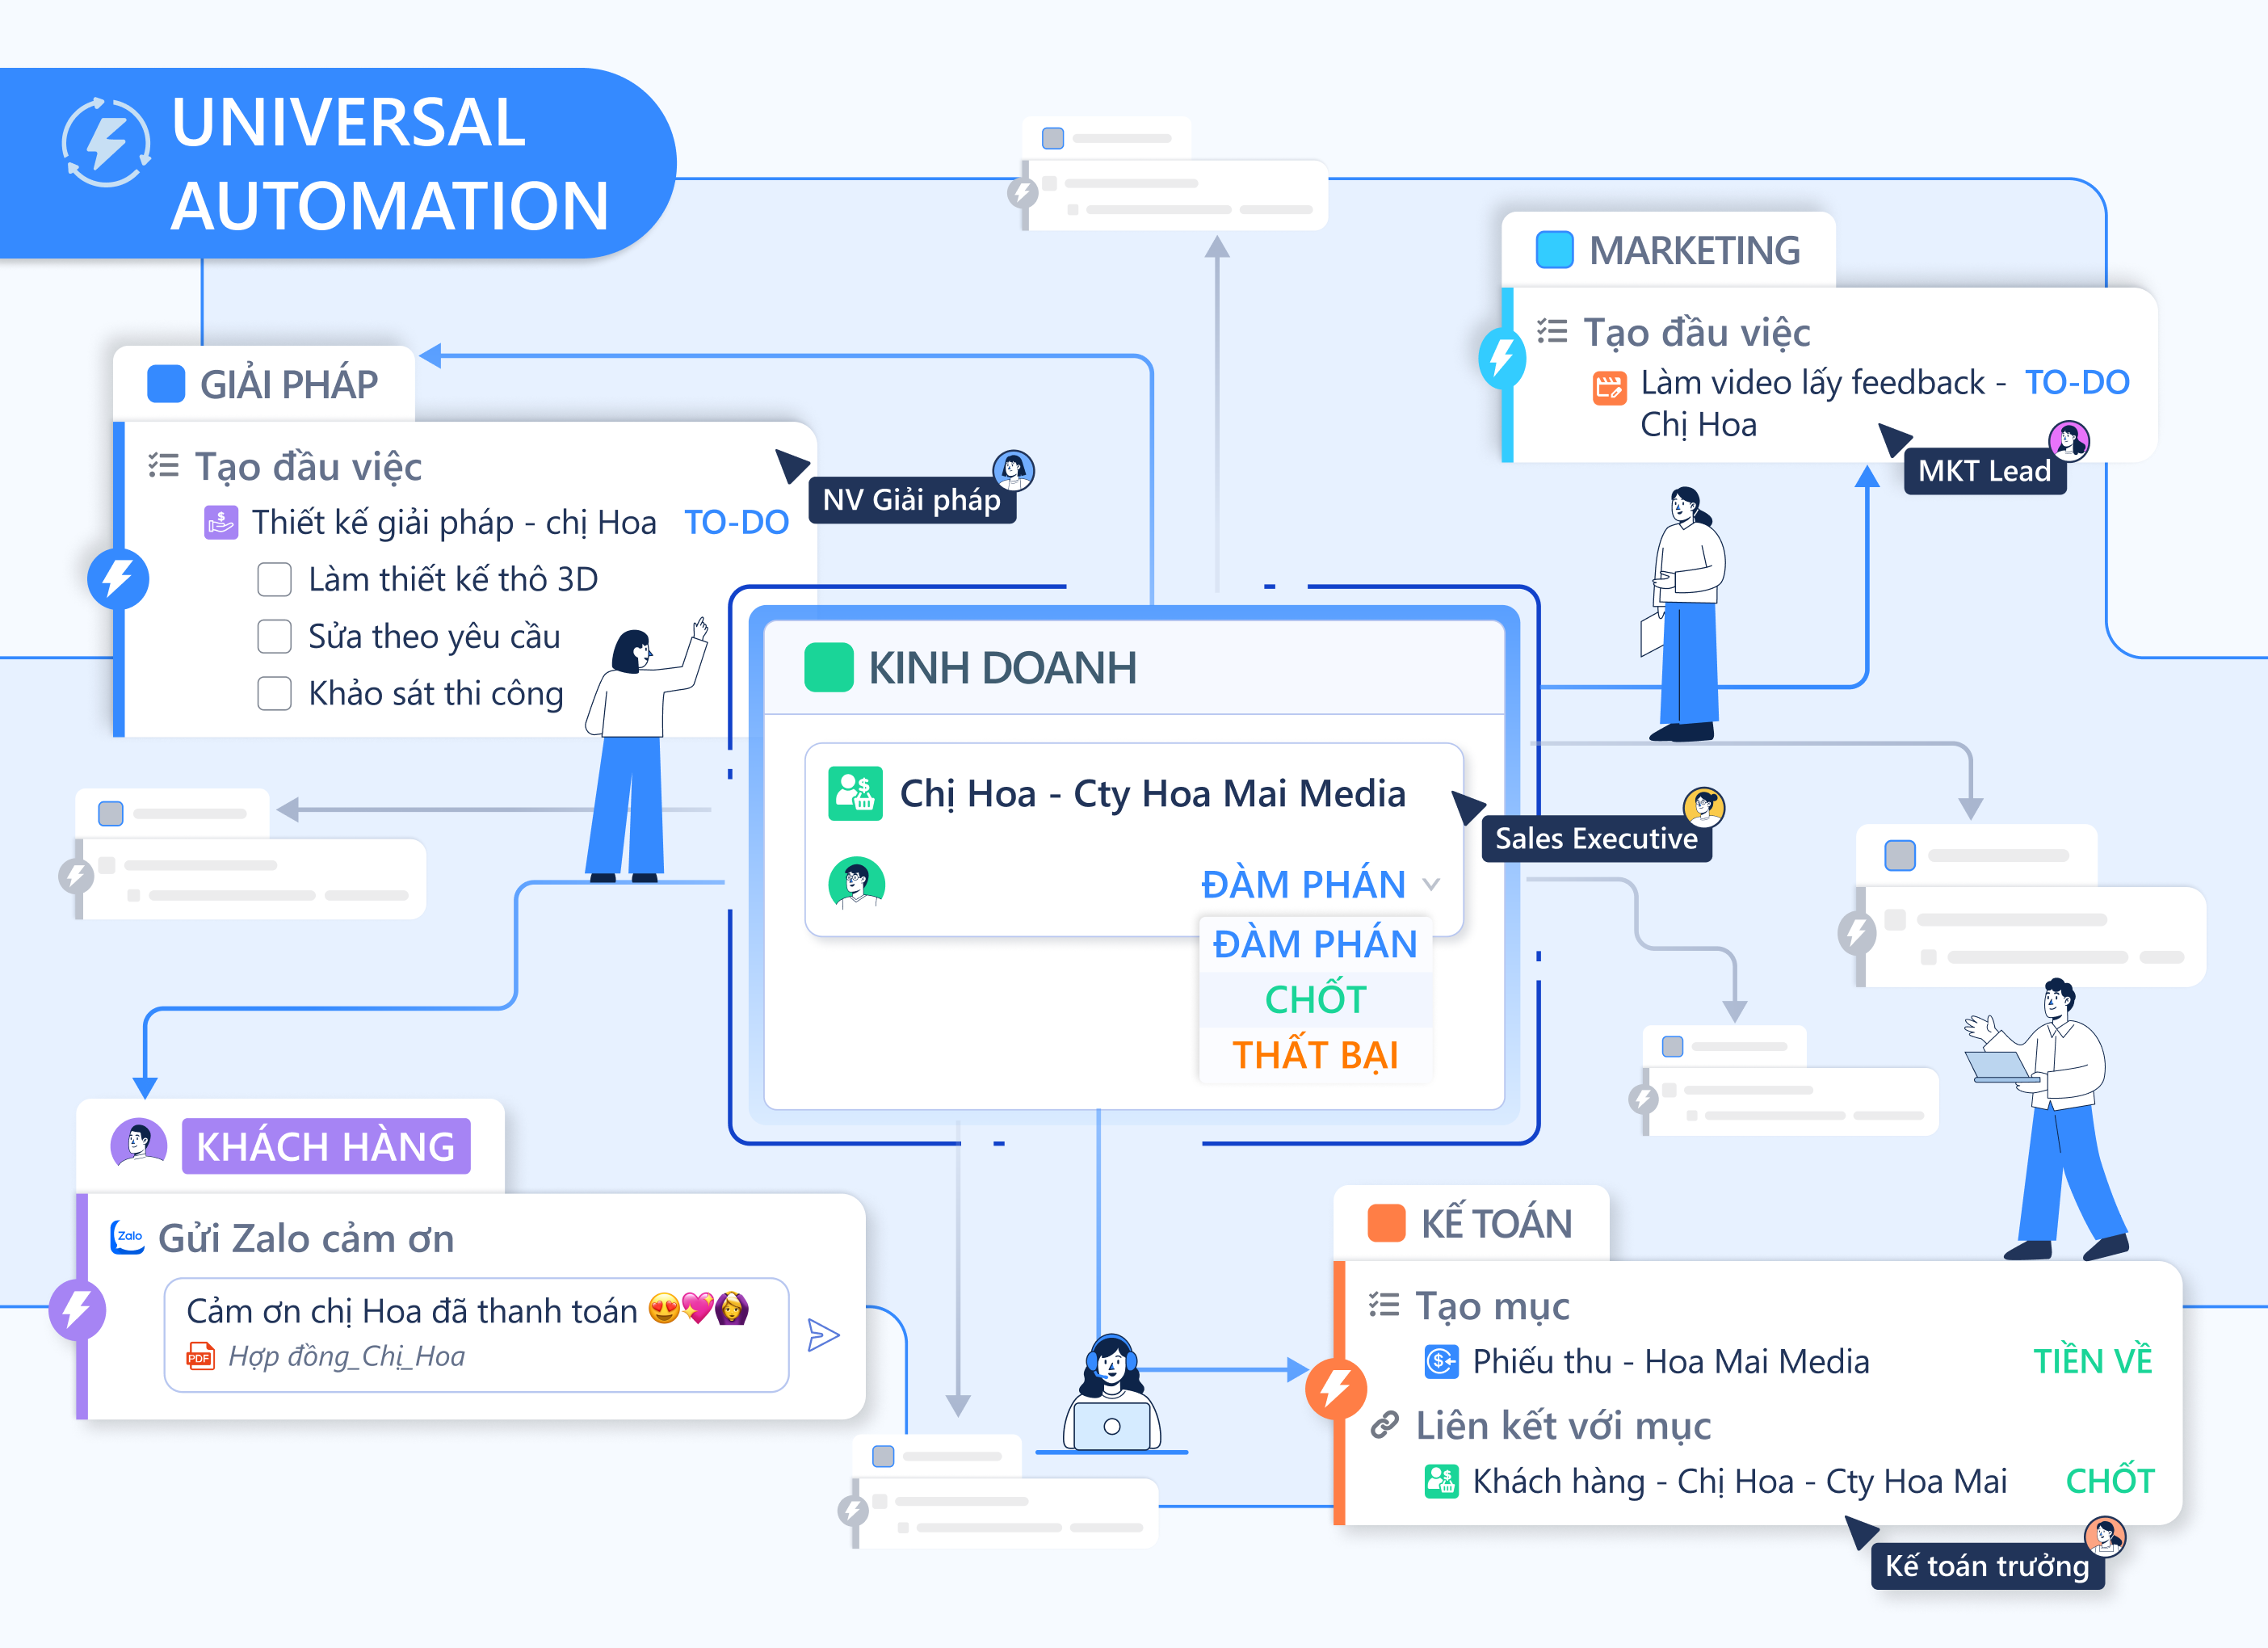 UNIVERSAL
AUTOMATION
MARKETING
Tạo đầu việc
Làm video lấy feedback - TO-DO
Chị Hoa
MKT Lead
GIẢI PHÁP
Tạo đầu việc
Thiết kế giải pháp - chị Hoa TO-DO
Làm thiết kế thô 3D
Sửa theo yêu cầu
Khảo sát thi công
NV Giải pháp
KINH DOANH
Chị Hoa - Cty Hoa Mai Media
Sales Executive
ĐÀM PHÁN
ĐÀM PHÁN
CHỐT
THẤT BẠI
KHÁCH HÀNG
Zalo
Gửi Zalo cảm ơn
Cảm ơn chị Hoa đã thanh toán 😍💖🙆‍♀️
PDF
Hợp đồng_Chị_Hoa
KẾ TOÁN
Tạo mục
Phiếu thu - Hoa Mai Media TIỀN VỀ
Liên kết với mục
Khách hàng - Chị Hoa - Cty Hoa Mai CHỐT
Kế toán trưởng